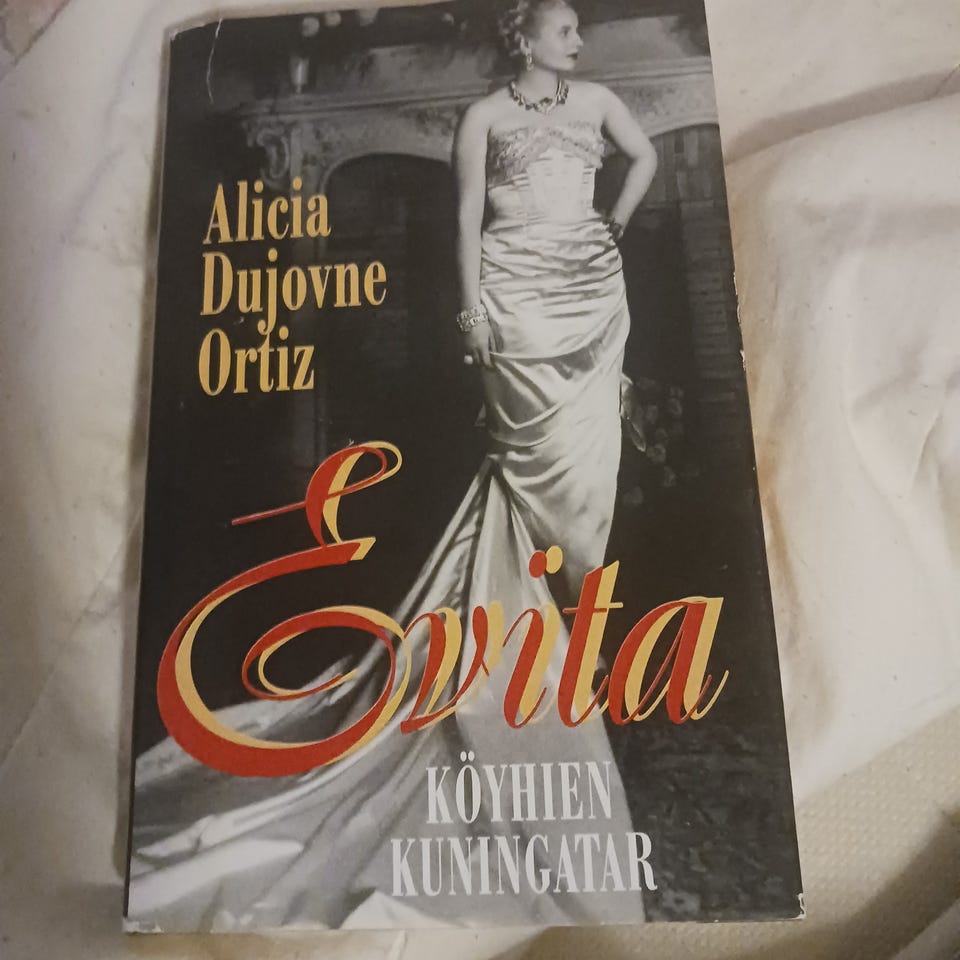 Alicia
Dujovne
Ortiz
Evita
KÖYHIEN
KUNINGATAR